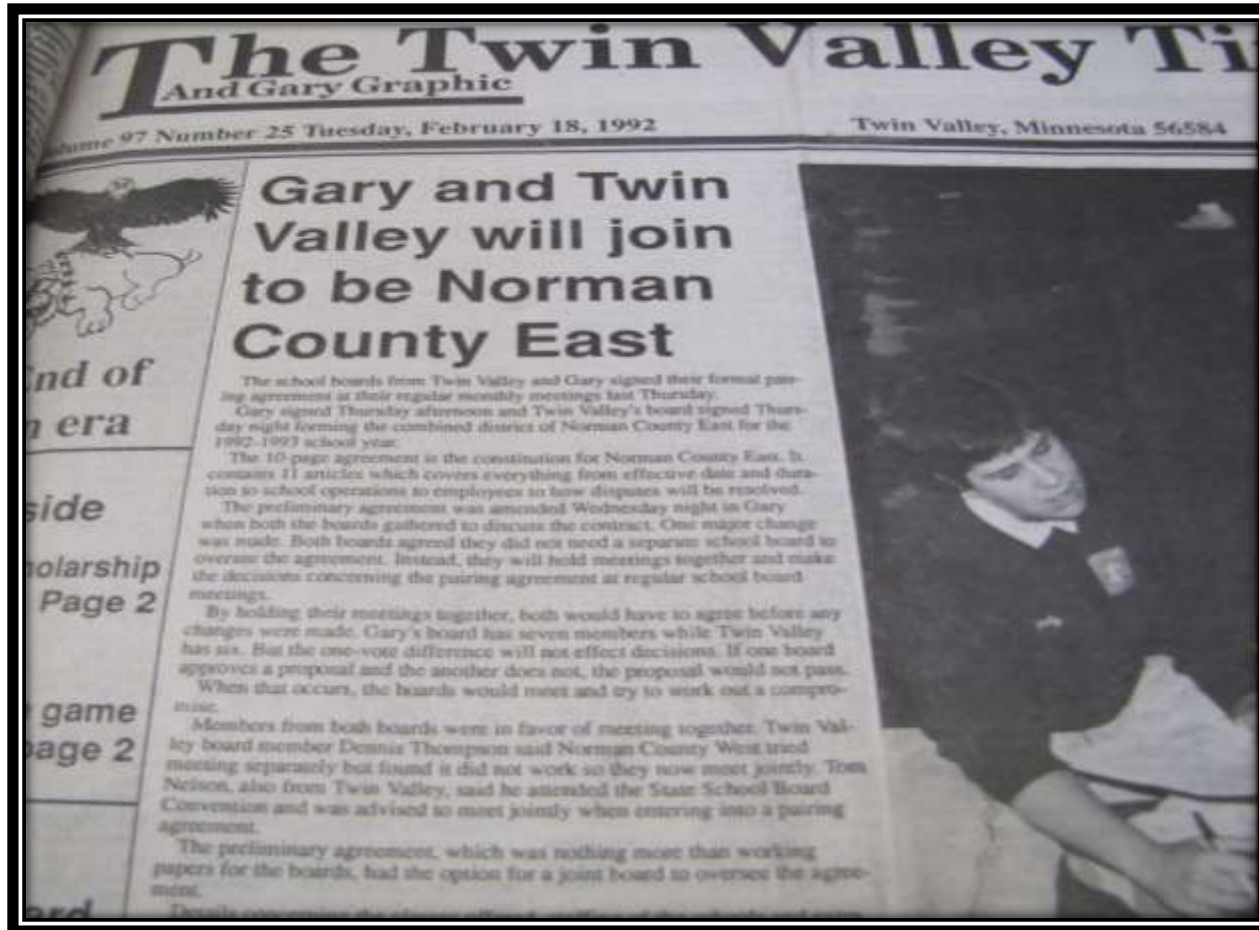 The Twin Valley Ti
And Gary Graphic
97 Number 25 Tuesday, February 18, 1992
Twin Valley, Minnesota 56584
nd of
era
side
olarship
Page 2
game
age 2
ard
Gary and Twin
Valley will join
to be Norman
County East
The school boards from Twin Valley and Gary signed their formal pair-
ing agreement at their regular monthly meetings last Thursday.
Gary signed Thursday afternoon and Twin Valley's board signed Thurs-
day night forming the combined district of Norman County East for the
1992-1993 school year.
The 10-page agreement is the constitution for Norman County East. It
contains 11 articles which covers everything from effective date and dura-
tion to school operations to employees to how disputes will be resolved.
The preliminary agreement was amended Wednesday night in Gary
when both the boards gathered to discuss the contract. One major change
was made. Both boards agreed they did not need a separate school board to
oversee the agreement. Instead, they will hold meetings together and make
the decisions concerning the pairing agreement at regular school board
meetings.
By holding their meetings together, both would have to agree before any
changes were made. Gary's board has seven members while Twin Valley
has six. But the one-vote difference will not effect decisions. If one board
approves a proposal and the another does not, the proposal would not pass.
When that occurs, the boards would meet and try to work out a compro-
mise.
Members from both boards were in favor of meeting together. Twin Val-
ley board member Dennis Thompson said Norman County West tried
meeting separately but found it did not work so they now meet jointly. Tom
Nelson, also from Twin Valley, said he attended the State School Board
Convention and was advised to meet jointly when entering into a pairing
agreement.
The preliminary agreement, which was nothing more than working
papers for the boards, had the option for a joint board to oversee the agree-
ment.
Details concerning the classes offered, staffing of the schools and